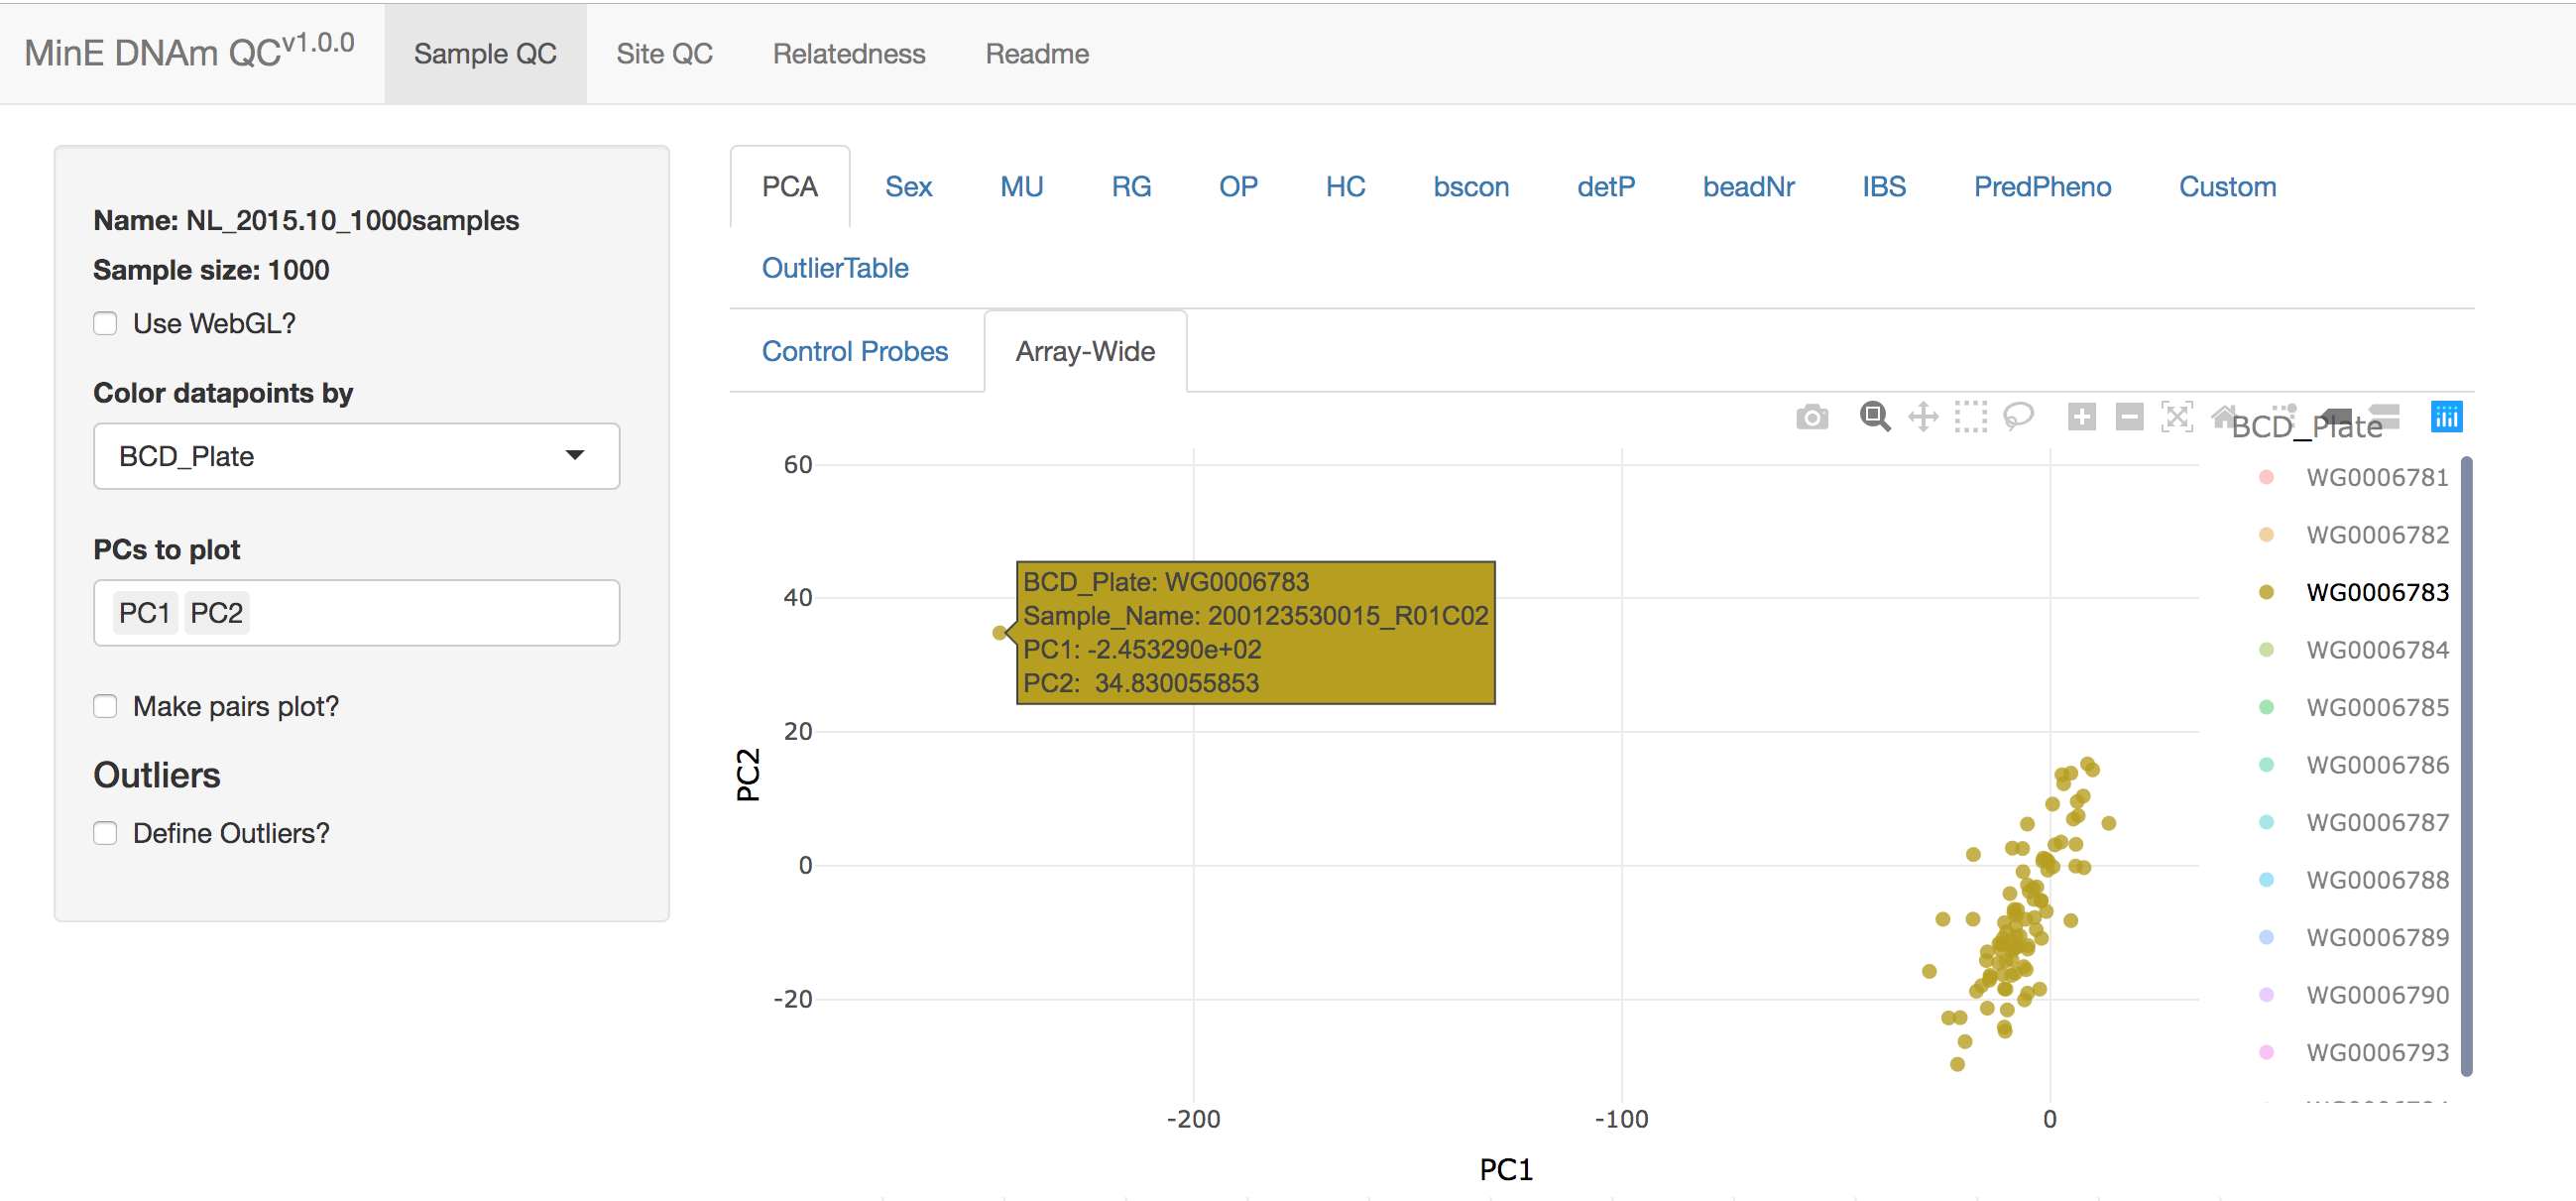 MinE DNAm QCv1.0.0 Sample QC Site QC Relatedness Readme
Name: NL_2015.10_1000samples
Sample size: 1000
Use WebGL?
Color datapoints by
BCD_Plate
PCs to plot
PC1 PC2
Make pairs plot?
Outliers
Define Outliers?
PCA Sex MU RG OP HC bscon detP beadNr IBS PredPheno Custom
OutlierTable
Control Probes Array-Wide
BCD_Plate
WG0006781
WG0006782
WG0006783
WG0006784
WG0006785
WG0006786
WG0006787
WG0006788
WG0006789
WG0006790
WG0006793
BCD_Plate: WG0006783
Sample_Name: 200123530015_R01C02
PC1: -2.453290e+02
PC2: 34.830055853
60
40
20
0
-20
PC2
-200 -100 0
PC1